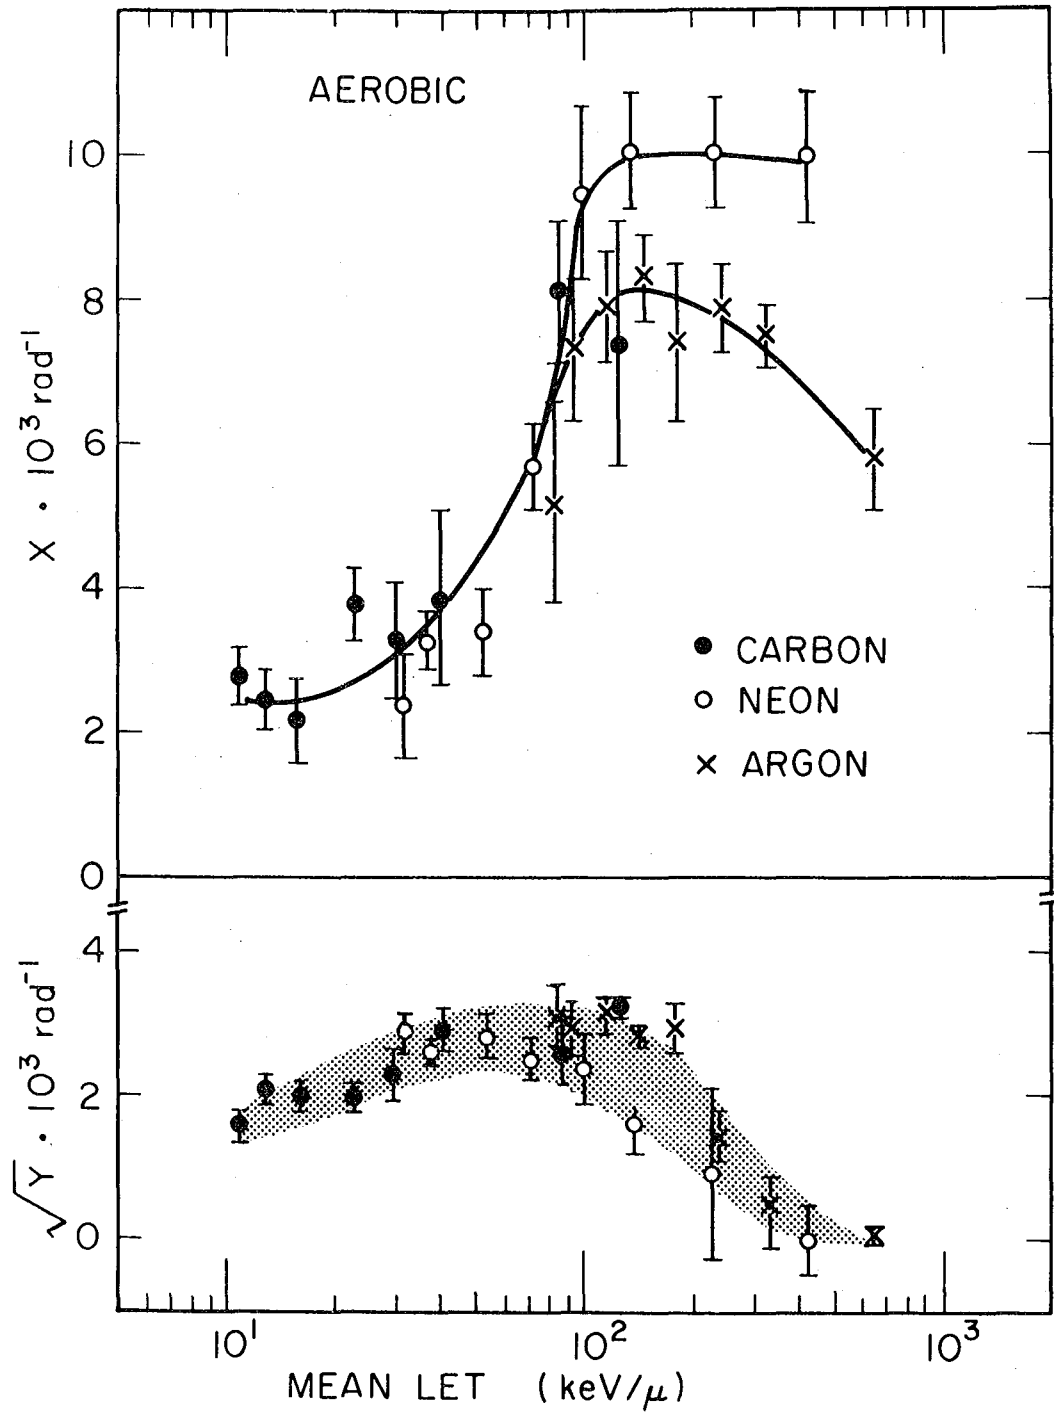 AEROBIC
10
8
6
4
2
0
X · 10³ rad⁻¹
CARBON
NEON
ARGON
4
2
0
√Y · 10³ rad⁻¹
10¹
10²
10³
MEAN LET (keV/μ)